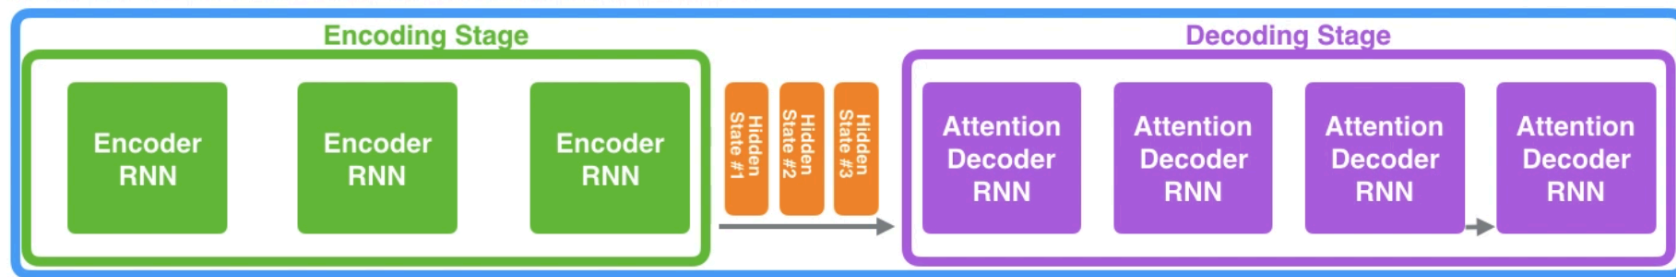 Encoding Stage
Decoding Stage
Encoder
RNN
Encoder
RNN
Encoder
RNN
Hidden
State #1
Hidden
State #2
Hidden
State #3
Attention
Decoder
RNN
Attention
Decoder
RNN
Attention
Decoder
RNN
Attention
Decoder
RNN